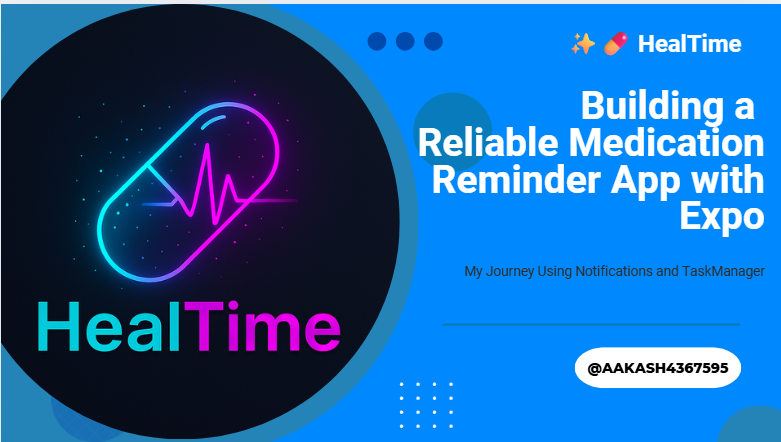 ✨ 💊 HealTime
Building a
Reliable Medication
Reminder App with
Expo
My Journey Using Notifications and TaskManager
@AAKASH4367595
HealTime